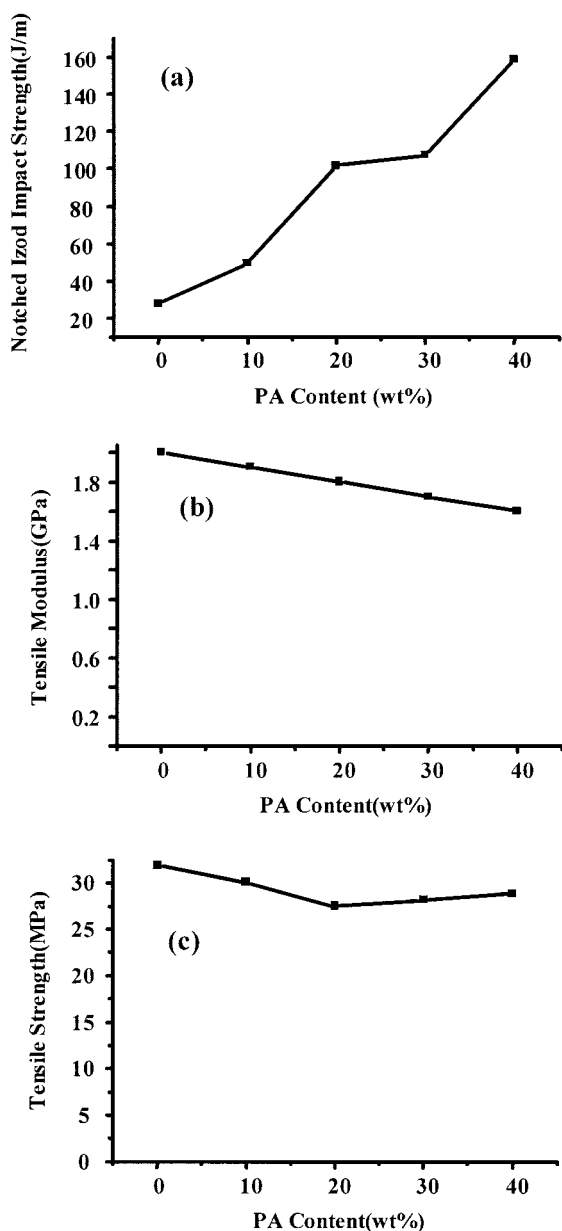 Notched Izod Impact Strength(J/m)
160
140
120
100
80
60
40
20
(a)
0 10 20 30 40
PA Content (wt%)
Tentile Modulus(GPa)
1.8
1.4
1.0
0.6
0.2
(b)
0 10 20 30 40
PA Content(wt%)
Tensile Strength(MPa)
30
25
20
15
10
5
0
(c)
0 10 20 30 40
PA Content(wt%)